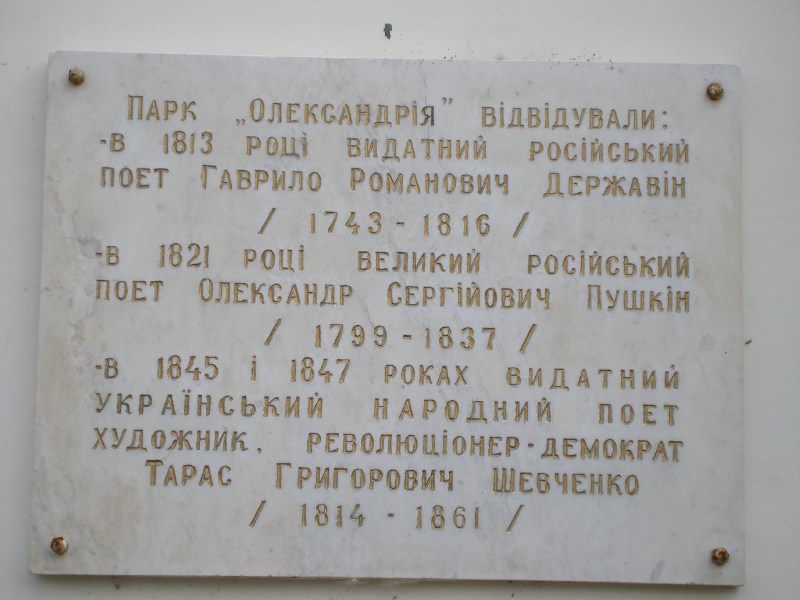 Парк „Олександрія” відвідували:
-в 1813 році видатний російський
поет Гаврило Романович Державін
/ 1743 - 1816 /
-в 1821 році великий російський
поет Олександр Сергійович Пушкін
/ 1799 - 1837 /
-в 1845 і 1847 роках видатний
український народний поет
художник, революціонер-демократ
Тарас Григорович Шевченко
/ 1814 - 1861 /